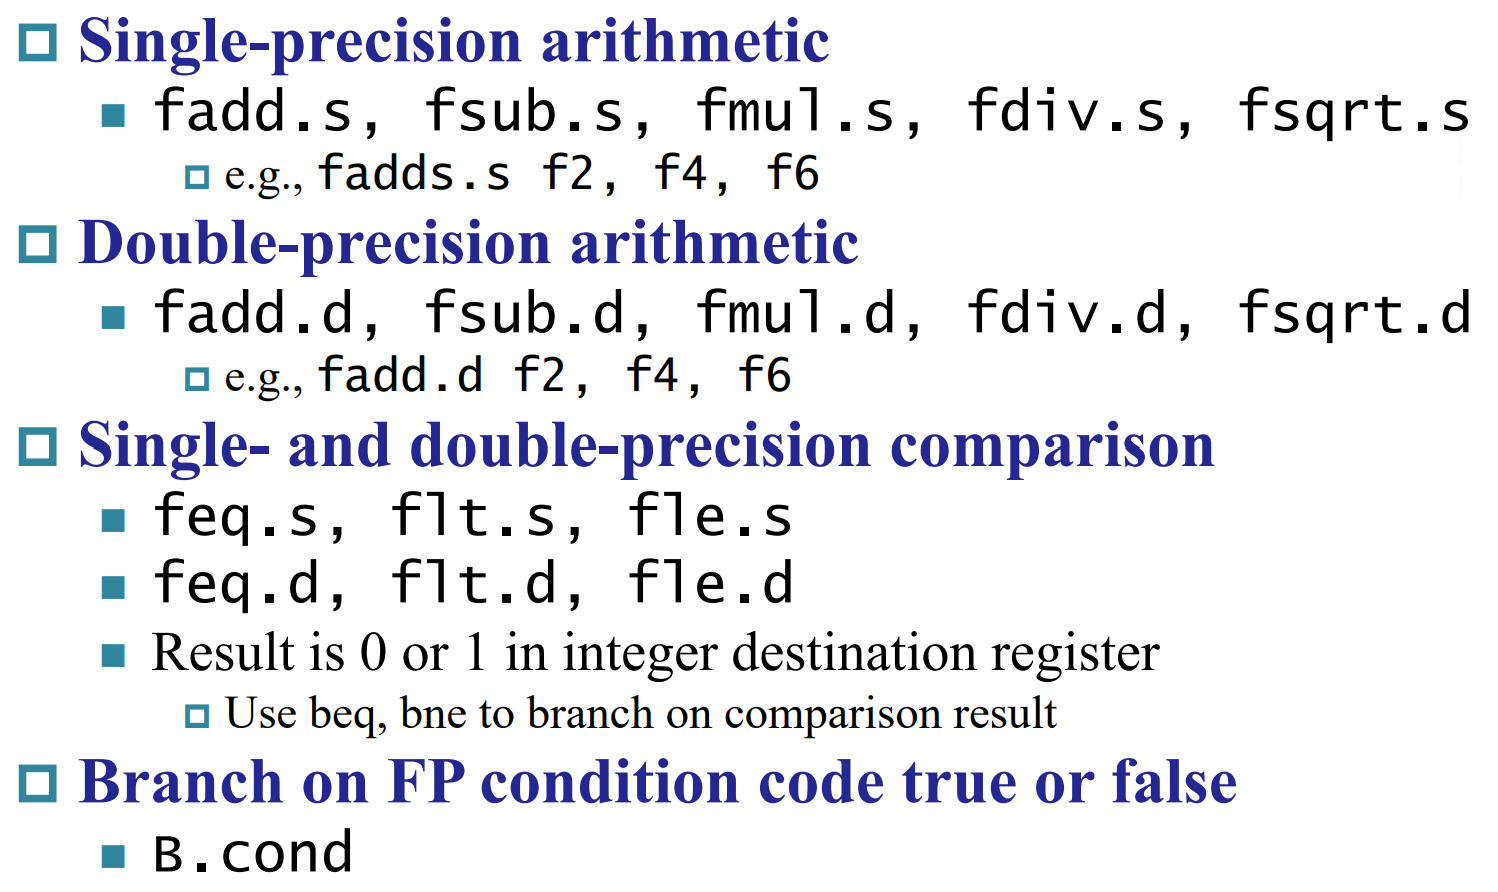 Single-precision arithmetic
fadd.s, fsub.s, fmul.s, fdiv.s, fsqrt.s
e.g., fadds.s f2, f4, f6
Double-precision arithmetic
fadd.d, fsub.d, fmul.d, fdiv.d, fsqrt.d
e.g., fadd.d f2, f4, f6
Single- and double-precision comparison
feq.s, flt.s, fle.s
feq.d, flt.d, fle.d
Result is 0 or 1 in integer destination register
Use beq, bne to branch on comparison result
Branch on FP condition code true or false
B.cond